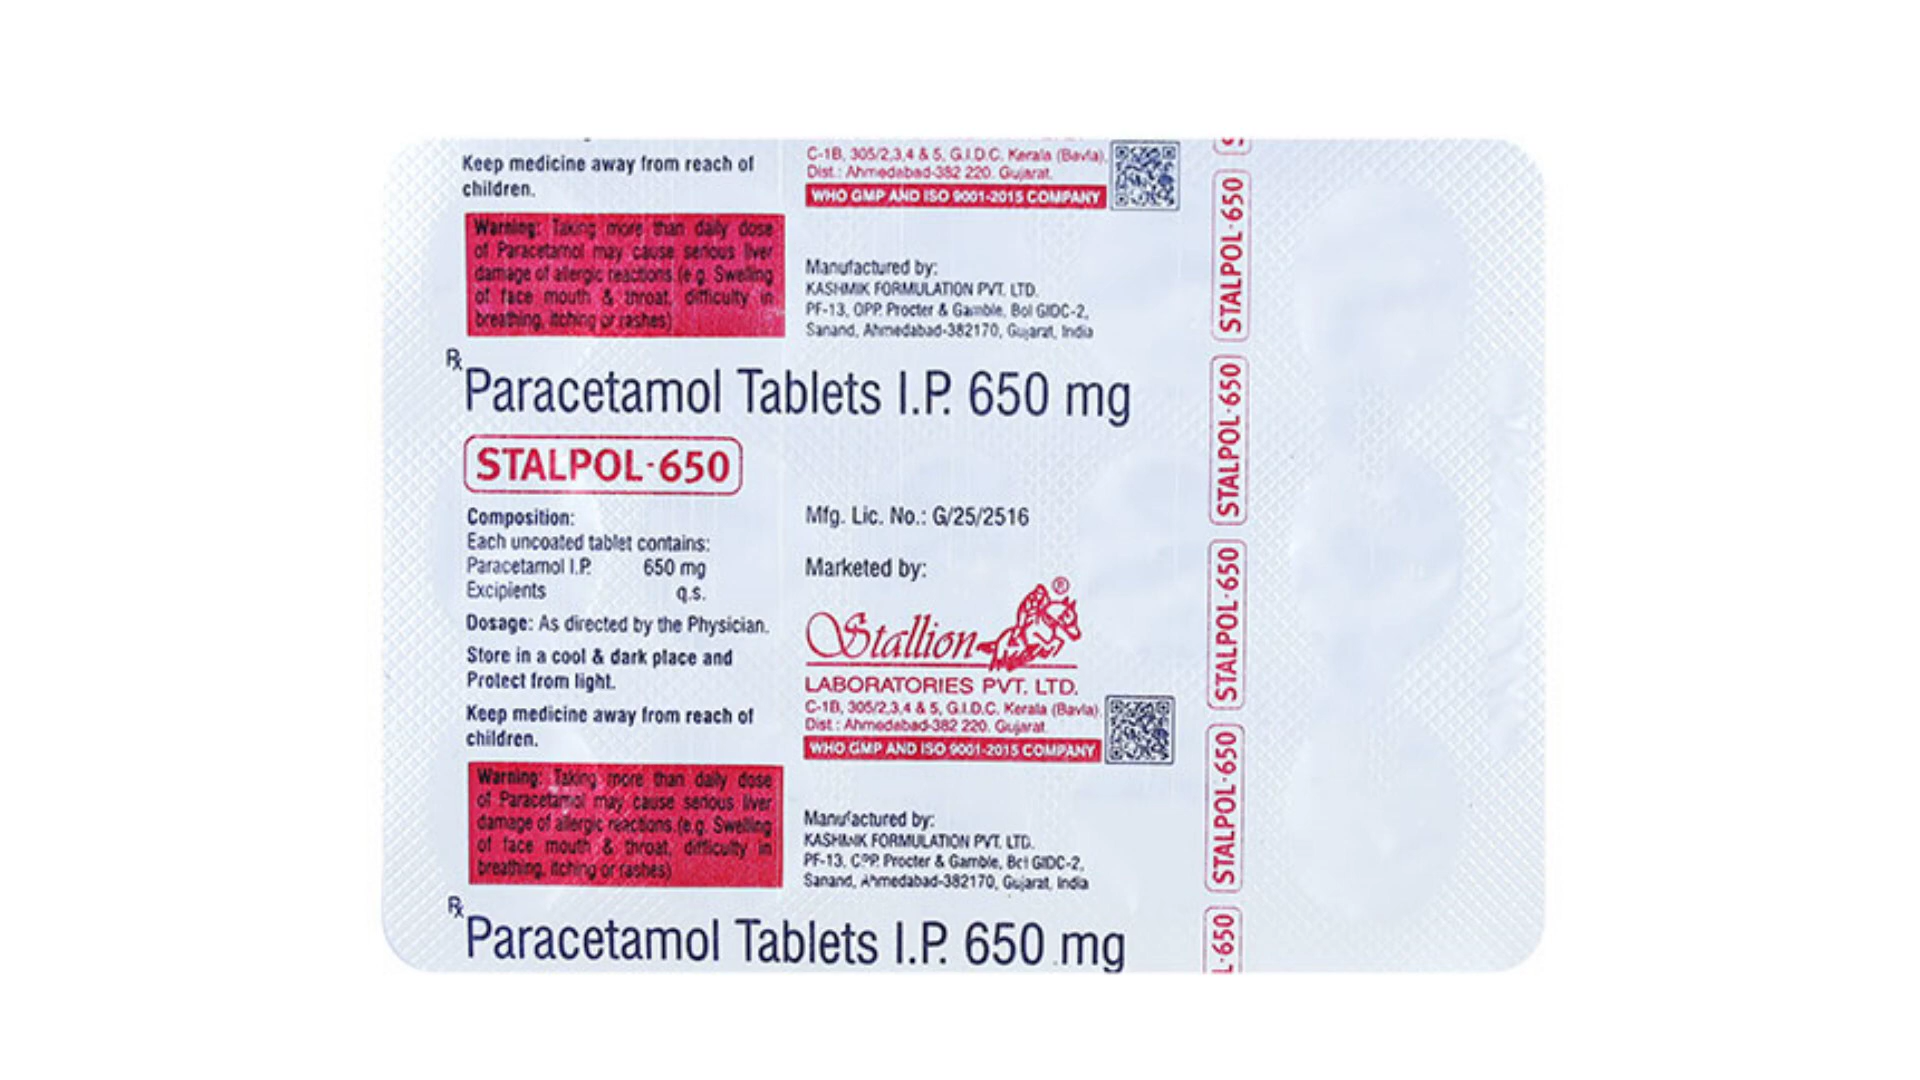 Keep medicine away from reach of
children.
Warning: Taking more than daily dose
of Paracetamol may cause serious liver
damage of allergic reactions (e.g. Swelling
of face mouth & throat, difficulty in
breathing, itching or rashes)
C-1B, 305/2,3,4 & 5, G.I.D.C. Kerala (Bavla),
Dist.: Ahmedabad-382 220. Gujarat.
WHO GMP AND ISO 9001-2015 COMPANY
Manufactured by:
KASHMIK FORMULATION PVT. LTD.
PF-13, OPP. Procter & Gamble, Bol GIDC-2,
Sanand, Ahmedabad-382170, Gujarat, India
Rx
Paracetamol Tablets I.P. 650 mg
STALPOL-650
Composition:
Each uncoated tablet contains:
Paracetamol I.P. 650 mg
Excipients q.s.
Dosage: As directed by the Physician.
Store in a cool & dark place and
Protect from light.
Keep medicine away from reach of
children.
Warning: Taking more than daily dose
of Paracetamol may cause serious liver
damage of allergic reactions (e.g. Swelling
of face mouth & throat, difficulty in
breathing, itching or rashes)
Mfg. Lic. No.: G/25/2516
Marketed by:
Stallion ®
LABORATORIES PVT. LTD.
C-1B, 305/2,3,4 & 5, G.I.D.C. Kerala (Bavla),
Dist.: Ahmedabad-382 220. Gujarat.
WHO GMP AND ISO 9001-2015 COMPANY
Manufactured by:
KASHMIK FORMULATION PVT. LTD.
PF-13, OPP. Procter & Gamble, Bol GIDC-2,
Sanand, Ahmedabad-382170, Gujarat, India
Rx
Paracetamol Tablets I.P. 650 mg
STALPOL-650
STALPOL-650
STALPOL-650
STALPOL-650
L-650